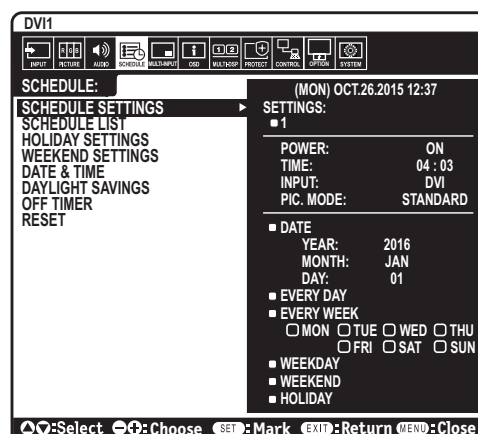 DVI1
INPUT RGB PICTURE AUDIO SCHEDULE MULTI-INPUT OSD 1 2 MULTI-DSP PROTECT CONTROL OPTION SYSTEM
SCHEDULE:
SCHEDULE SETTINGS
SCHEDULE LIST
HOLIDAY SETTINGS
WEEKEND SETTINGS
DATE & TIME
DAYLIGHT SAVINGS
OFF TIMER
RESET
(MON) OCT.26.2015 12:37
SETTINGS:
1
POWER: ON
TIME: 04 : 03
INPUT: DVI
PIC. MODE: STANDARD
DATE
YEAR: 2016
MONTH: JAN
DAY: 01
EVERY DAY
EVERY WEEK
MON TUE WED THU
FRI SAT SUN
WEEKDAY
WEEKEND
HOLIDAY
:Select :Choose SET :Mark EXIT :Return MENU :Close